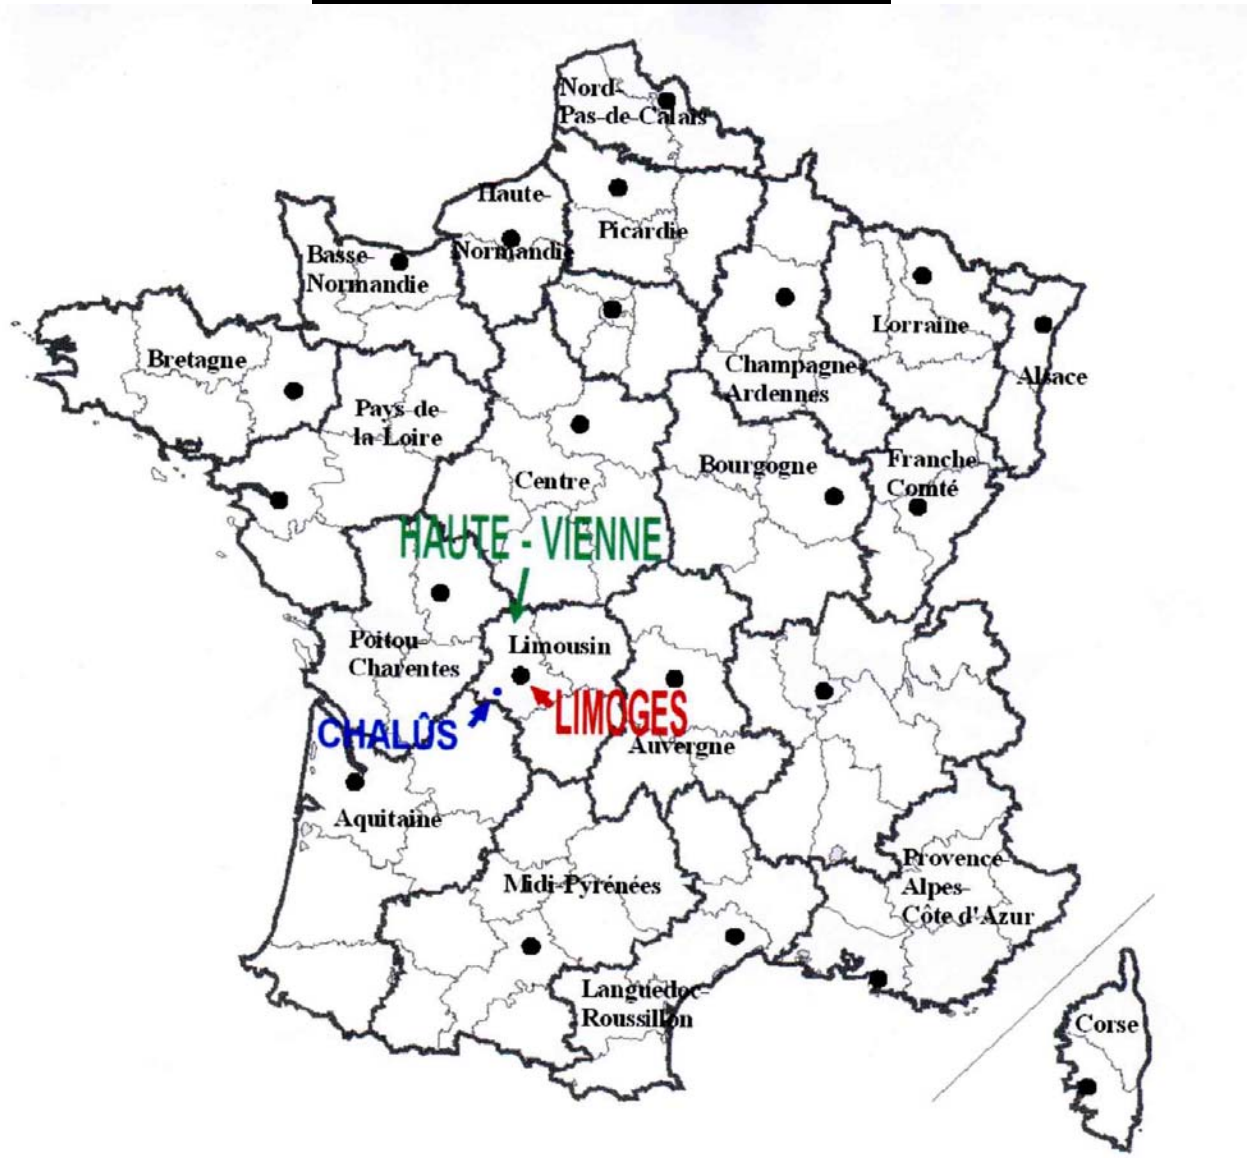 Nord-
Pas-de-Calais
Haute-
Normandie
Picardie
Basse-
Normandie
Lorraine
Bretagne
Champagne
Ardennes
Alsace
Pays de
la Loire
Bourgogne
Franche
Comté
Centre
HAUTE - VIENNE
Limousin
Poitou-
Charentes
LIMOGES
CHALÛS
Auvergne
Aquitaine
Midi-Pyrénées
Provence-
Alpes-
Côte d'Azur
Languedoc-
Roussillon
Corse